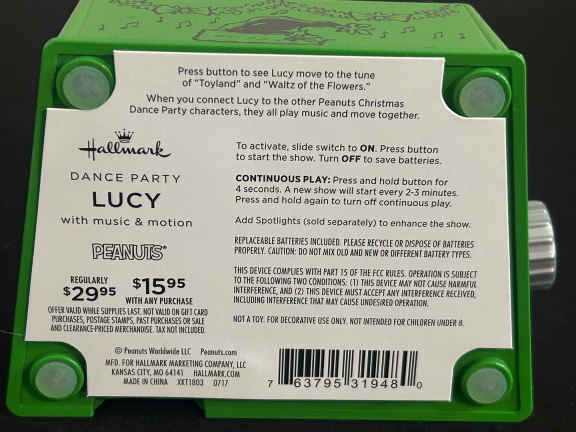 Press button to see Lucy move to the tune
of "Toyland" and "Waltz of the Flowers."
When you connect Lucy to the other Peanuts Christmas
Dance Party characters, they all play music and move together.
Hallmark
DANCE PARTY
LUCY
with music & motion
PEANUTS
REGULARLY
$29.95
$15.95
WITH ANY PURCHASE
OFFER VALID WHILE SUPPLIES LAST. NOT VALID ON GIFT CARD
PURCHASES, POSTAGE STAMPS, PAST PURCHASES OR SALE
AND CLEARANCE-PRICED MERCHANDISE. TAX NOT INCLUDED.
To activate, slide switch to ON. Press button
to start the show. Turn OFF to save batteries.
CONTINUOUS PLAY: Press and hold button for
4 seconds. A new show will start every 2-3 minutes.
Press and hold again to turn off continuous play.
Add Spotlights (sold separately) to enhance the show.
REPLACEABLE BATTERIES INCLUDED. PLEASE RECYCLE OR DISPOSE OF BATTERIES
PROPERLY. CAUTION: DO NOT MIX OLD AND NEW OR DIFFERENT BATTERY TYPES.
THIS DEVICE COMPLIES WITH PART 15 OF THE FCC RULES. OPERATION IS SUBJECT
TO THE FOLLOWING TWO CONDITIONS: (1) THIS DEVICE MAY NOT CAUSE HARMFUL
INTERFERENCE, AND (2) THIS DEVICE MUST ACCEPT ANY INTERFERENCE RECEIVED,
INCLUDING INTERFERENCE THAT MAY CAUSE UNDESIRED OPERATION.
NOT A TOY. FOR DECORATIVE USE ONLY. NOT INTENDED FOR CHILDREN UNDER 8.
© Peanuts Worldwide LLC Peanuts.com
MFD. FOR HALLMARK MARKETING COMPANY, LLC
KANSAS CITY, MO 64141 HALLMARK.COM
MADE IN CHINA XKT1803 0717
7 63795 31948 0